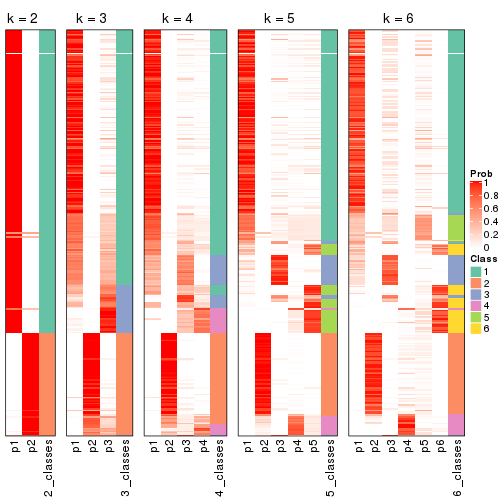 k = 2
k = 3
k = 4
k = 5
k = 6
p1
p2
2_classes
p1
p2
p3
3_classes
p1
p2
p3
p4
4_classes
p1
p2
p3
p4
p5
5_classes
p1
p2
p3
p4
p5
p6
6_classes
Prob
1
0.8
0.6
0.4
0.2
0
Class
1
2
3
4
5
6